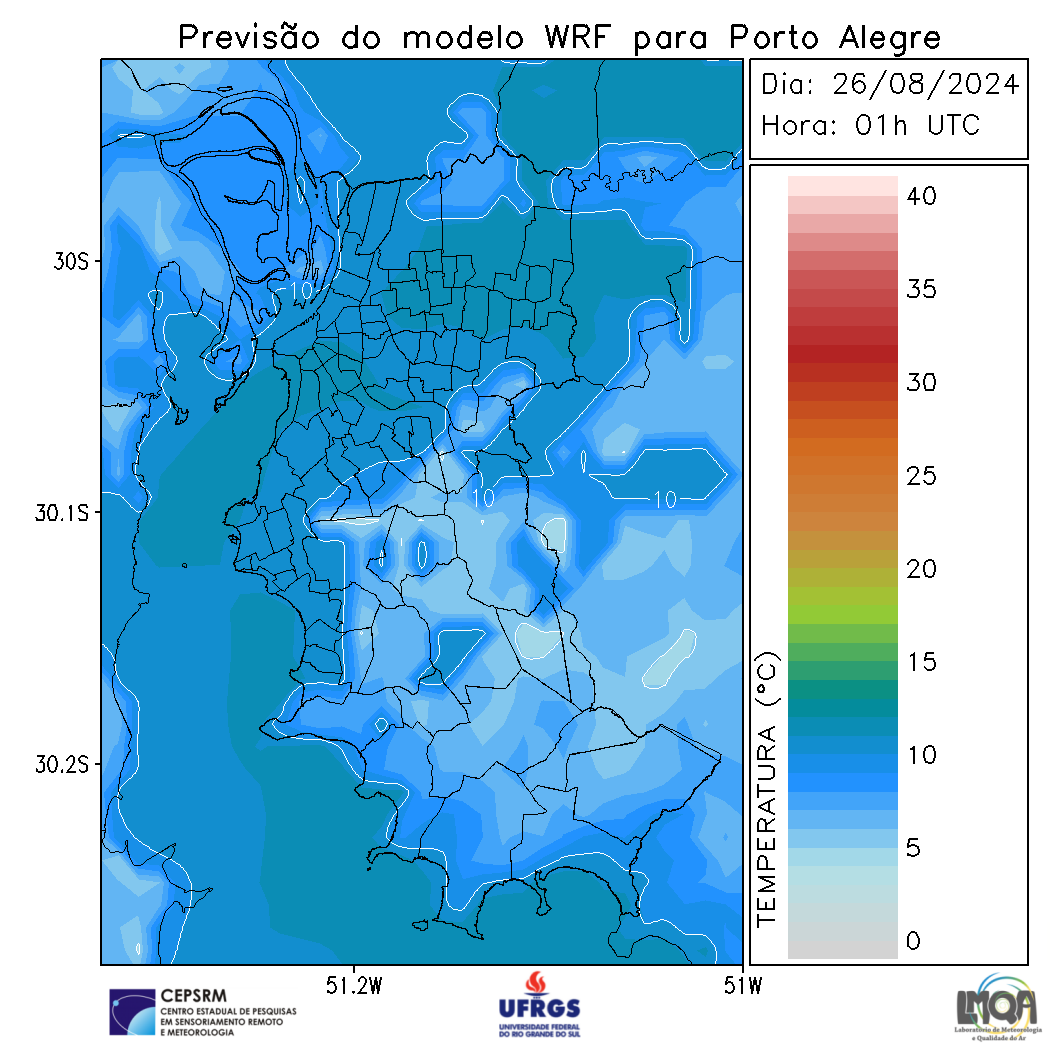 Previsão do modelo WRF para Porto Alegre
Dia: 26/08/2024
Hora: 01h UTC
40
35
30
25
20
15
10
5
0
TEMPERATURA (°C)
30S
30.1S
30.2S
10
10
10
51.2W
51W
CEPSRM
CENTRO ESTADUAL DE PESQUISAS
EM SENSORIAMENTO REMOTO
E METEOROLOGIA
UFRGS
UNIVERSIDADE FEDERAL
DO RIO GRANDE DO SUL
LMQA
Laboratório de Meteorologia
e Qualidade do Ar